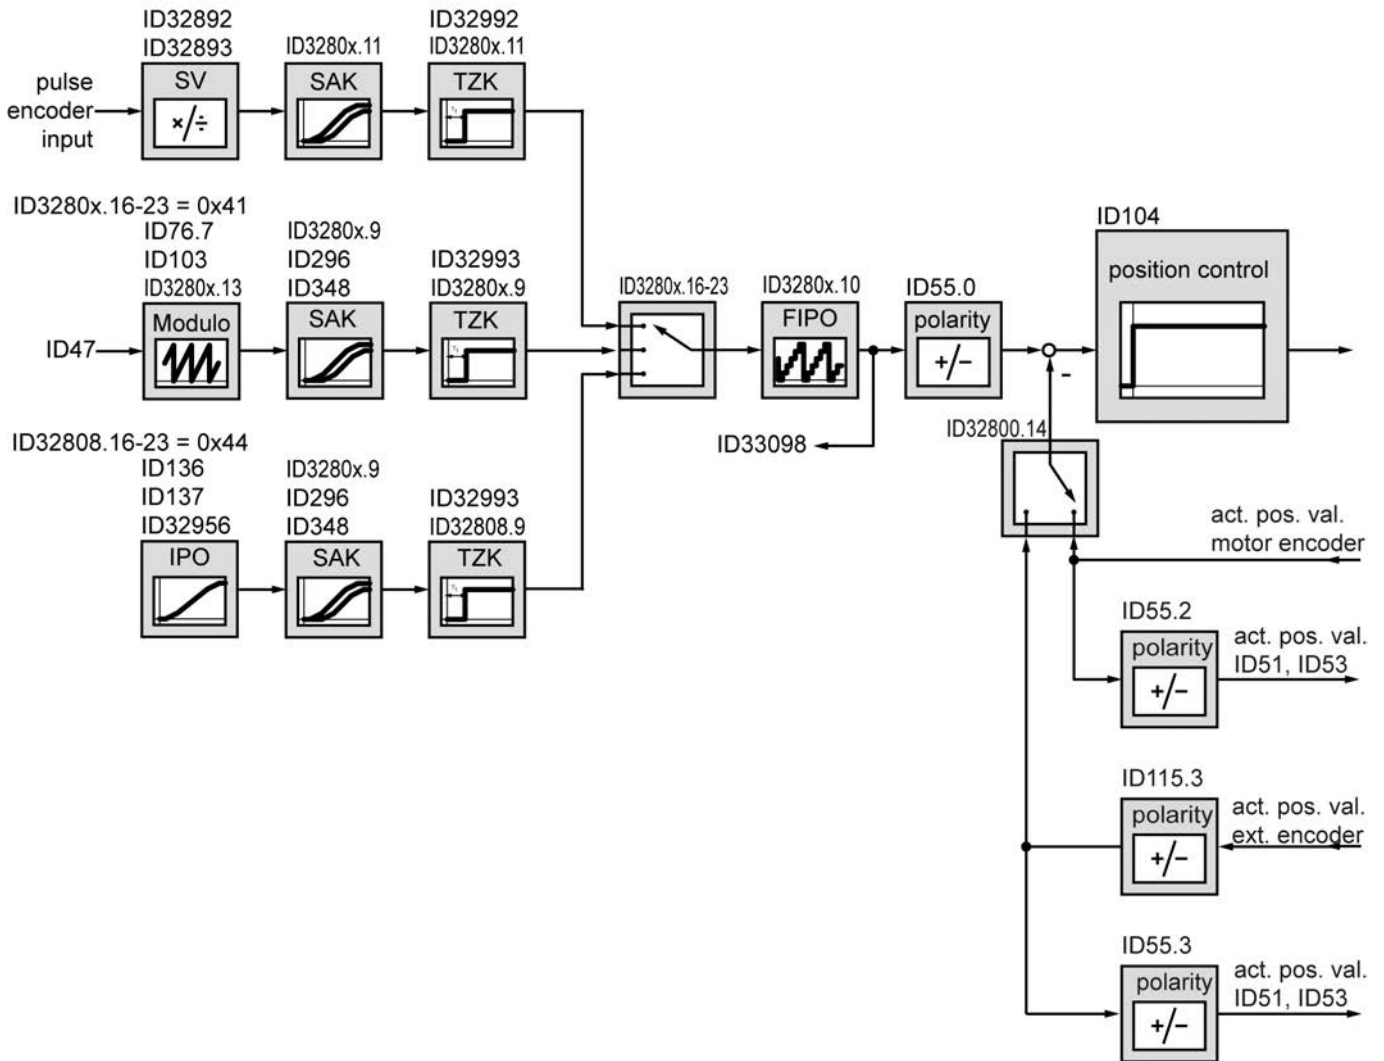 ID32892
ID32893
ID3280x.11
ID32992
ID3280x.11
pulse
encoder
input
SV
×/÷
SAK
TZK
ID3280x.16-23 = 0x41
ID76.7
ID103
ID3280x.13
ID3280x.9
ID296
ID348
ID32993
ID3280x.9
ID47
Modulo
SAK
TZK
ID3280x.16-23
ID3280x.10
FIPO
ID33098
ID55.0
polarity
+/−
-
ID104
position control
ID32808.16-23 = 0x44
ID136
ID137
ID32956
ID3280x.9
ID296
ID348
ID32993
ID32808.9
IPO
SAK
TZK
ID32800.14
act. pos. val.
motor encoder
ID55.2
polarity
+/−
act. pos. val.
ID51, ID53
ID115.3
polarity
+/−
act. pos. val.
ext. encoder
ID55.3
polarity
+/−
act. pos. val.
ID51, ID53